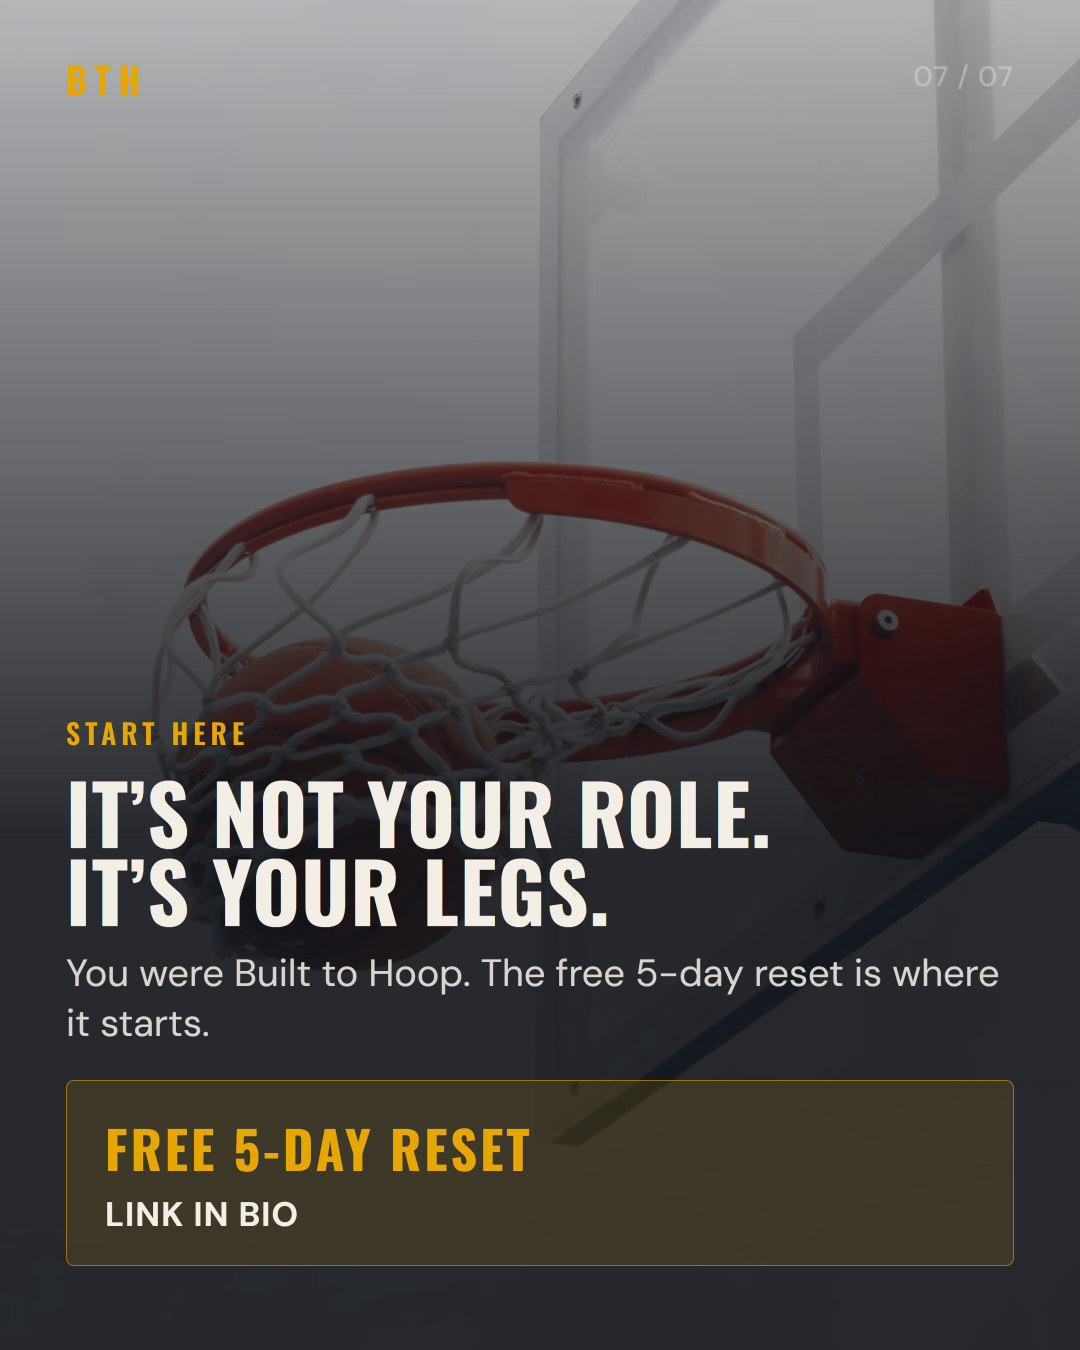 BTH
07 / 07
START HERE
IT’S NOT YOUR ROLE.
IT’S YOUR LEGS.
You were Built to Hoop. The free 5-day reset is where
it starts.
FREE 5-DAY RESET
LINK IN BIO